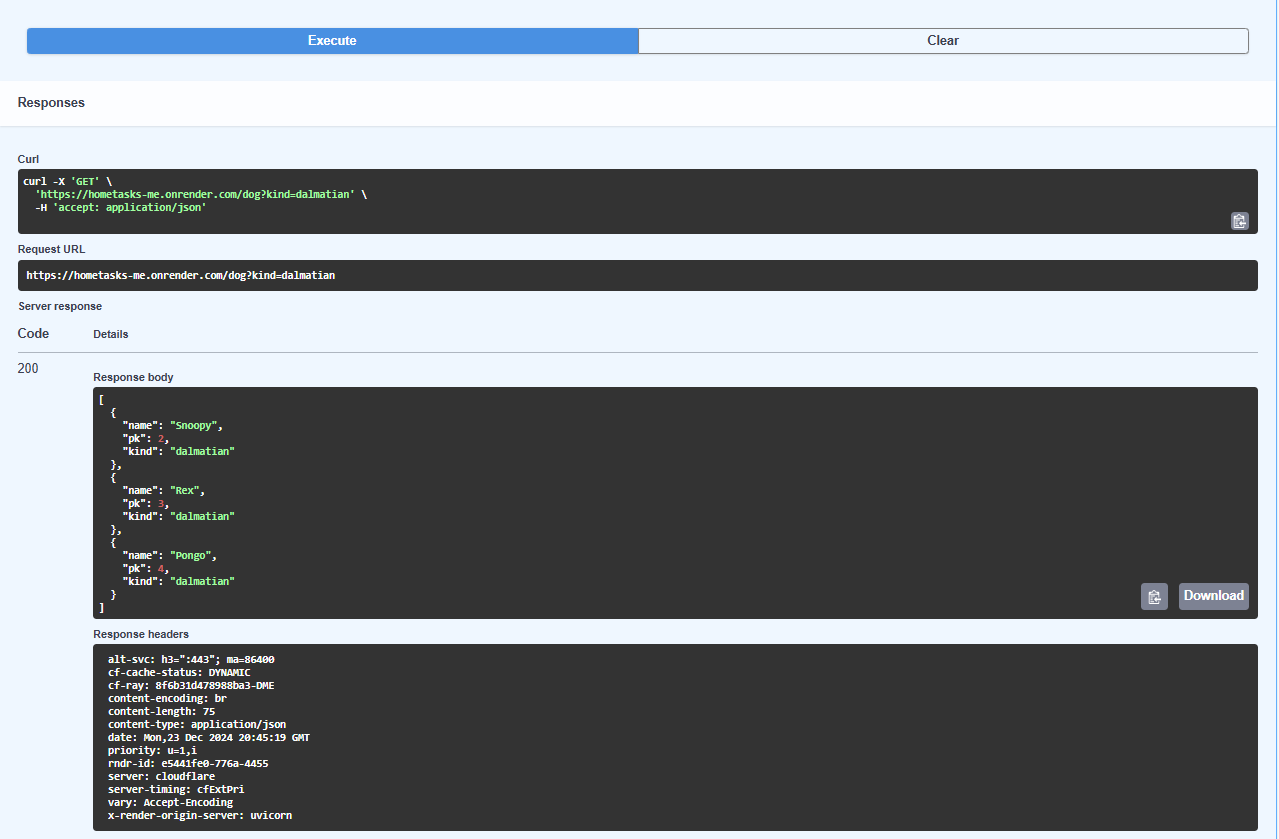 Execute
Clear
Responses
Curl
curl -X 'GET' \
  'https://hometasks-me.onrender.com/dog?kind=dalmatian' \
  -H 'accept: application/json'
Request URL
https://hometasks-me.onrender.com/dog?kind=dalmatian
Server response
Code Details
200
Response body
[
  {
    "name": "Snoopy",
    "pk": 2,
    "kind": "dalmatian"
  },
  {
    "name": "Rex",
    "pk": 3,
    "kind": "dalmatian"
  },
  {
    "name": "Pongo",
    "pk": 4,
    "kind": "dalmatian"
  }
]
Download
Response headers
alt-svc: h3=":443"; ma=86400
cf-cache-status: DYNAMIC
cf-ray: 8f6b31d478988ba3-DME
content-encoding: br
content-length: 75
content-type: application/json
date: Mon,23 Dec 2024 20:45:19 GMT
priority: u=1,i
rndr-id: e5441fe0-776a-4455
server: cloudflare
server-timing: cfExtPri
vary: Accept-Encoding
x-render-origin-server: uvicorn